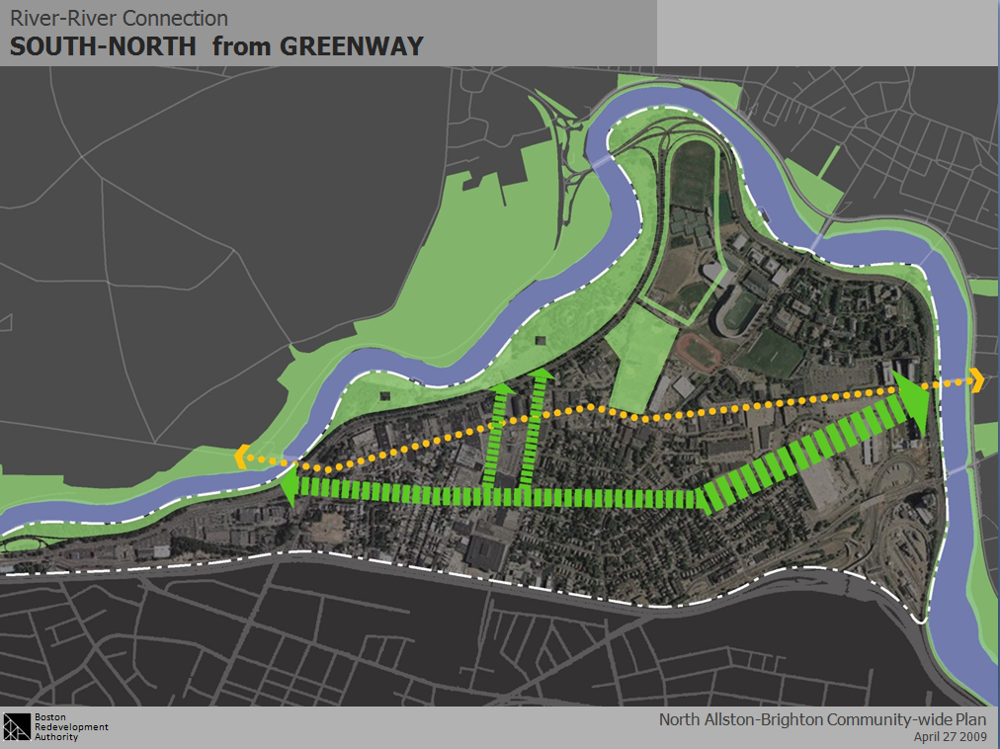 River-River Connection
SOUTH-NORTH from GREENWAY
Boston
Redevelopment
Authority
North Allston-Brighton Community-wide Plan
April 27 2009